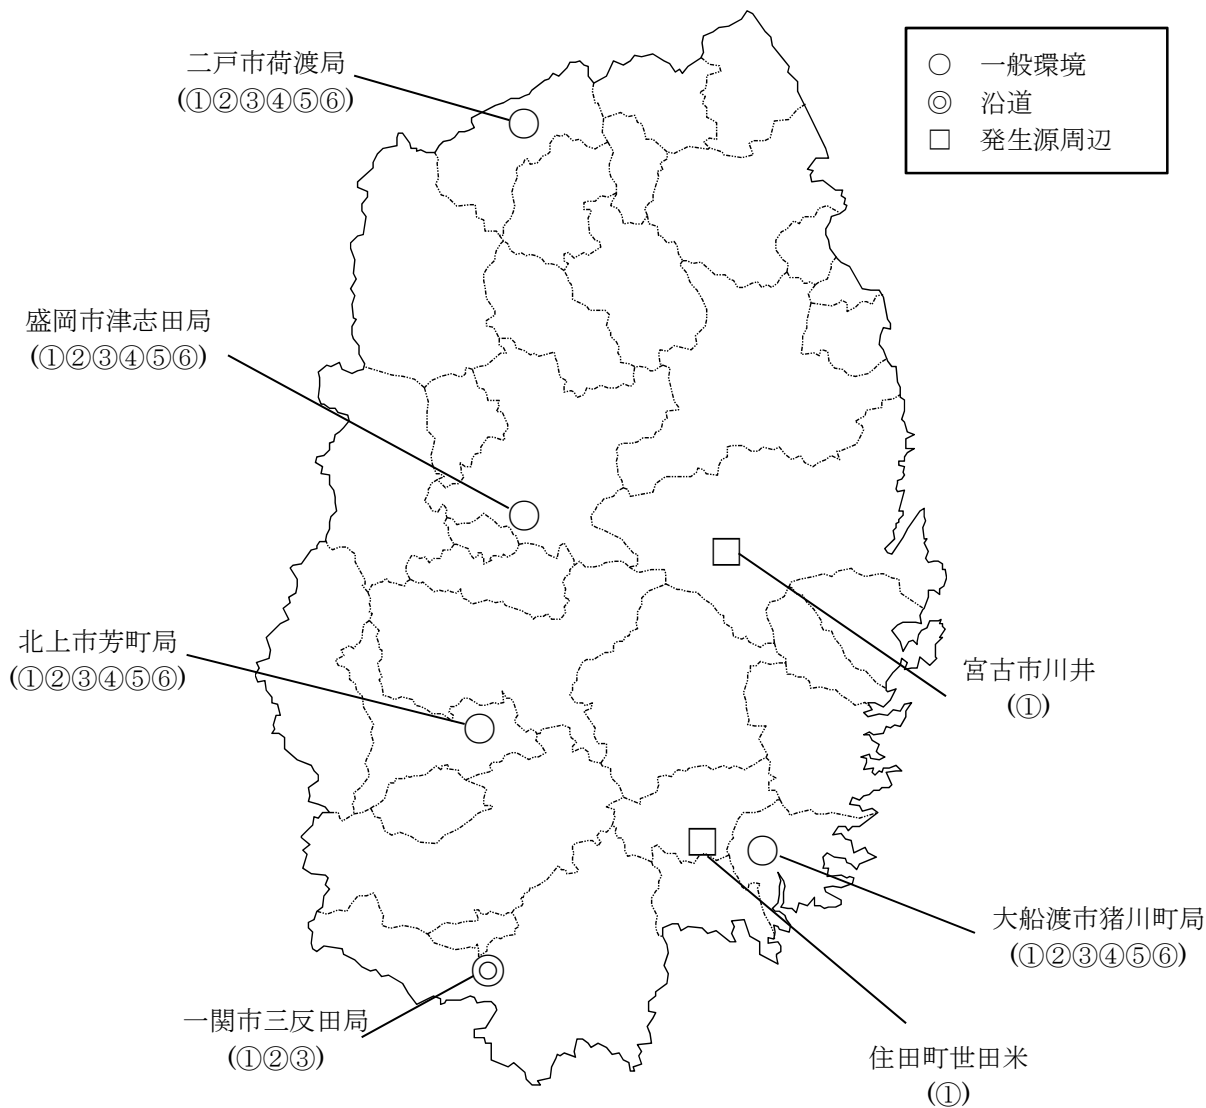 二戸市荷渡局
(①②③④⑤⑥)
○ 一般環境
◎ 沿道
□ 発生源周辺
盛岡市津志田局
(①②③④⑤⑥)
北上市芳町局
(①②③④⑤⑥)
宮古市川井
(①)
大船渡市猪川町局
(①②③④⑤⑥)
一関市三反田局
(①②③)
住田町世田米
(①)